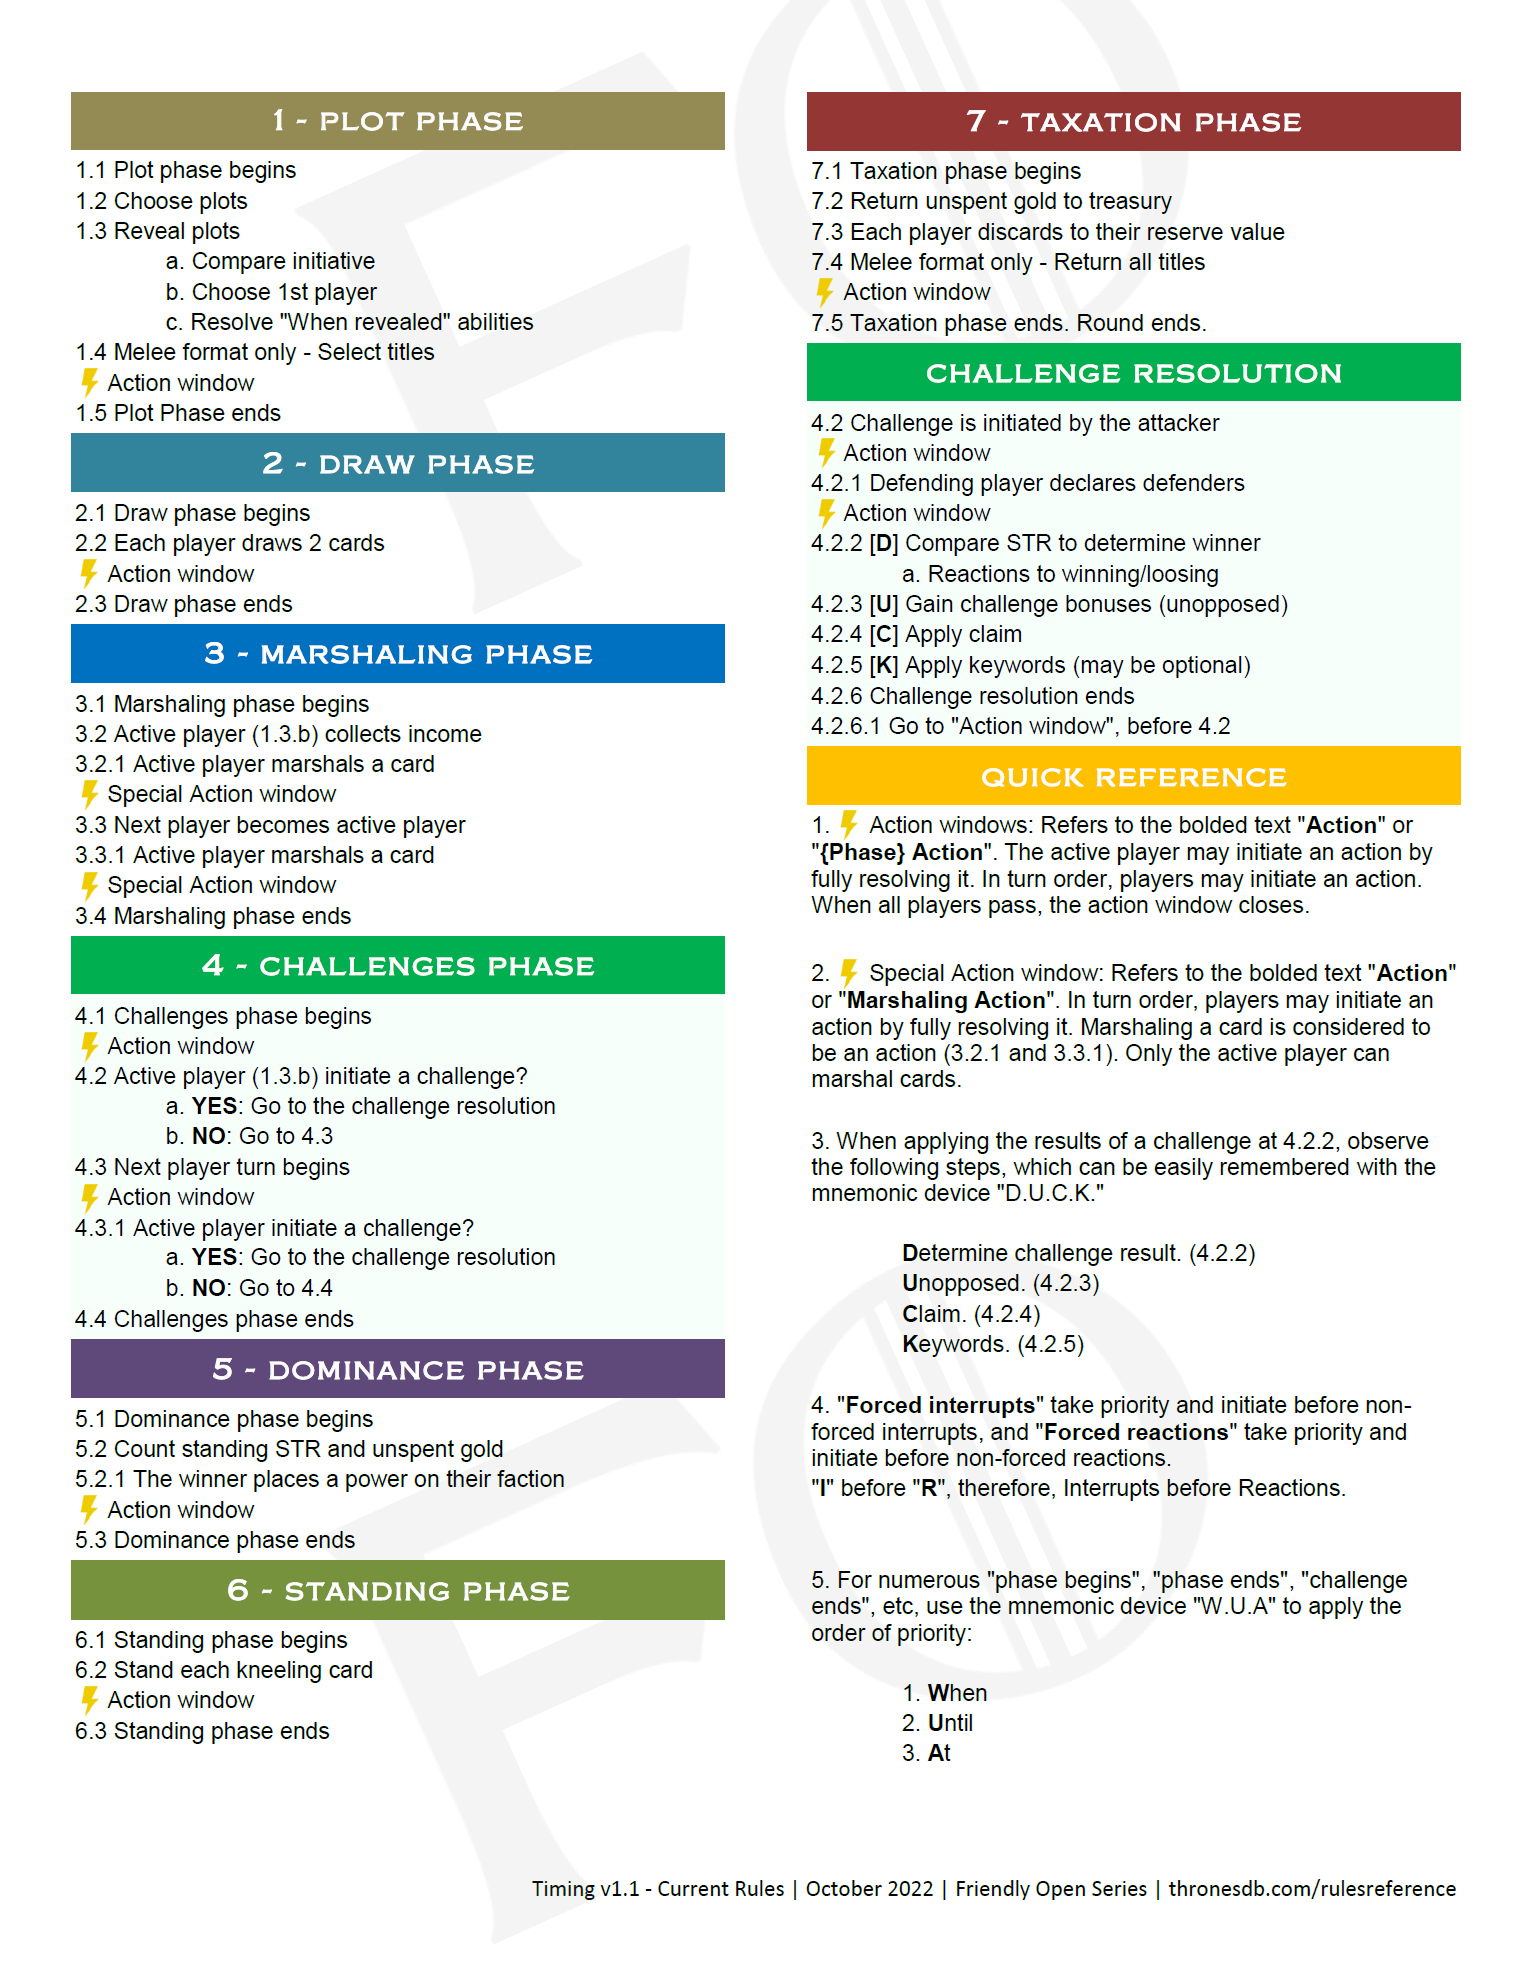 1 - PLOT PHASE
1.1 Plot phase begins
1.2 Choose plots
1.3 Reveal plots
a. Compare initiative
b. Choose 1st player
c. Resolve "When revealed" abilities
1.4 Melee format only - Select titles
Action window
1.5 Plot Phase ends
2 - DRAW PHASE
2.1 Draw phase begins
2.2 Each player draws 2 cards
Action window
2.3 Draw phase ends
3 - MARSHALING PHASE
3.1 Marshaling phase begins
3.2 Active player (1.3.b) collects income
3.2.1 Active player marshals a card
Special Action window
3.3 Next player becomes active player
3.3.1 Active player marshals a card
Special Action window
3.4 Marshaling phase ends
4 - CHALLENGES PHASE
4.1 Challenges phase begins
Action window
4.2 Active player (1.3.b) initiate a challenge?
a. YES: Go to the challenge resolution
b. NO: Go to 4.3
4.3 Next player turn begins
Action window
4.3.1 Active player initiate a challenge?
a. YES: Go to the challenge resolution
b. NO: Go to 4.4
4.4 Challenges phase ends
5 - DOMINANCE PHASE
5.1 Dominance phase begins
5.2 Count standing STR and unspent gold
5.2.1 The winner places a power on their faction
Action window
5.3 Dominance phase ends
6 - STANDING PHASE
6.1 Standing phase begins
6.2 Stand each kneeling card
Action window
6.3 Standing phase ends
7 - TAXATION PHASE
7.1 Taxation phase begins
7.2 Return unspent gold to treasury
7.3 Each player discards to their reserve value
7.4 Melee format only - Return all titles
Action window
7.5 Taxation phase ends. Round ends.
CHALLENGE RESOLUTION
4.2 Challenge is initiated by the attacker
Action window
4.2.1 Defending player declares defenders
Action window
4.2.2 [D] Compare STR to determine winner
a. Reactions to winning/loosing
4.2.3 [U] Gain challenge bonuses (unopposed)
4.2.4 [C] Apply claim
4.2.5 [K] Apply keywords (may be optional)
4.2.6 Challenge resolution ends
4.2.6.1 Go to "Action window", before 4.2
QUICK REFERENCE
1. Action windows: Refers to the bolded text "Action" or
"{Phase} Action". The active player may initiate an action by
fully resolving it. In turn order, players may initiate an action.
When all players pass, the action window closes.
2. Special Action window: Refers to the bolded text "Action"
or "Marshaling Action". In turn order, players may initiate an
action by fully resolving it. Marshaling a card is considered to
be an action (3.2.1 and 3.3.1). Only the active player can
marshal cards.
3. When applying the results of a challenge at 4.2.2, observe
the following steps, which can be easily remembered with the
mnemonic device "D.U.C.K."
Determine challenge result. (4.2.2)
Unopposed. (4.2.3)
Claim. (4.2.4)
Keywords. (4.2.5)
4. "Forced interrupts" take priority and initiate before non-
forced interrupts, and "Forced reactions" take priority and
initiate before non-forced reactions.
"I" before "R", therefore, Interrupts before Reactions.
5. For numerous "phase begins", "phase ends", "challenge
ends", etc, use the mnemonic device "W.U.A" to apply the
order of priority:
1. When
2. Until
3. At
Timing v1.1 - Current Rules | October 2022 | Friendly Open Series | thronesdb.com/rulesreference